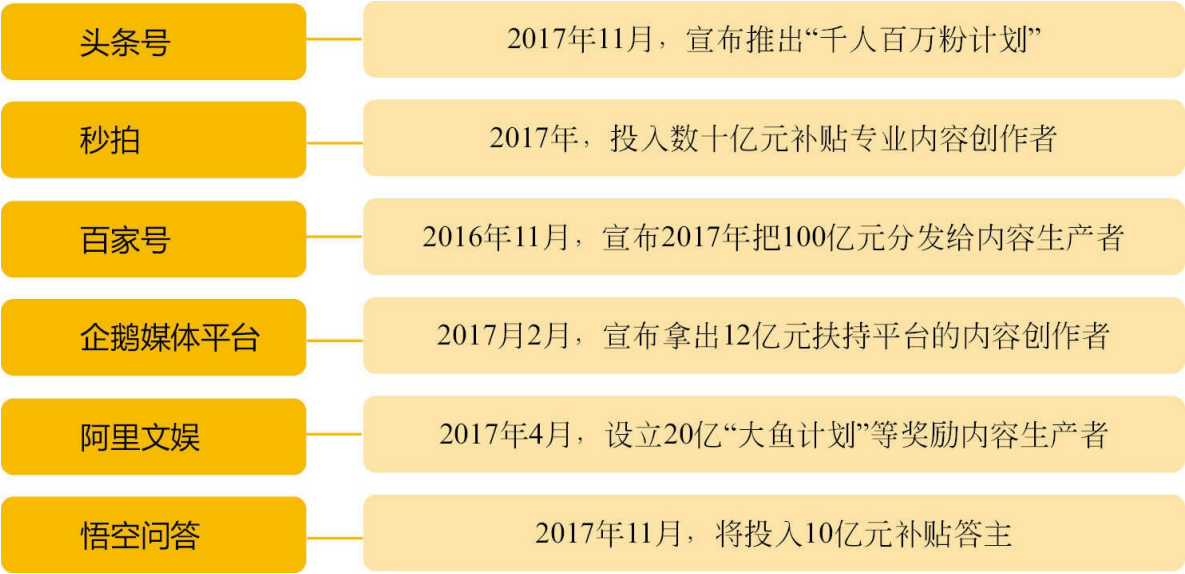 头条号
2017年11月，宣布推出“千人百万粉计划”
秒拍
2017年，投入数十亿元补贴专业内容创作者
百家号
2016年11月，宣布2017年把100亿元分发给内容生产者
企鹅媒体平台
2017月2月，宣布拿出12亿元扶持平台的内容创作者
阿里文娱
2017年4月，设立20亿“大鱼计划”等奖励内容生产者
悟空问答
2017年11月，将投入10亿元补贴答主